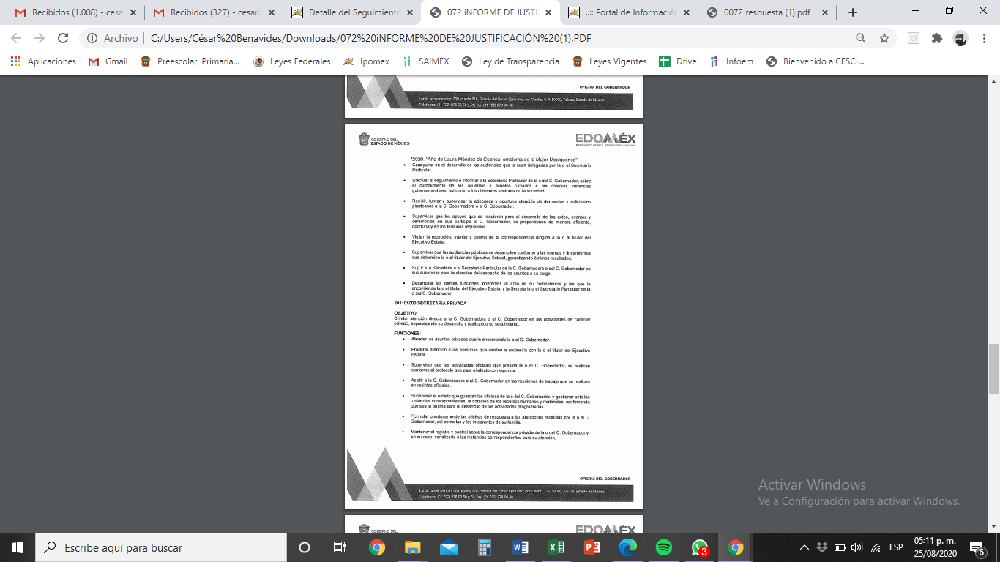 Recibidos (1.008) - cesa
Recibidos (327) - cesar.l
Detalle del Seguimiento
072 iNFORME DE JUSTI
..:: Portal de Información
0072 respuesta (1).pdf
Archivo
C:/Users/César%20Benavides/Downloads/072%20iNFORME%20DE%20JUSTIFICACIÓN%20(1).PDF
Aplicaciones
Gmail
Preescolar, Primaria...
Leyes Federales
Ipomex
SAIMEX
Ley de Transparencia
Leyes Vigentes
Drive
Infoem
Bienvenido a CESCI...
OFICINA DEL GOBERNADOR
Lerdo poniente núm. 300, puerta 216, Palacio del Poder Ejecutivo, col. Centro, C.P. 50000, Toluca, Estado de México.
Teléfonos: (01 722) 276 00 50 y 51, fax: (01 722) 276 00 46.
GOBIERNO DEL
ESTADO DE MÉXICO
EDOMÉX
DECISIONES FIRMES, RESULTADOS FUERTES
"2020. "Año de Laura Méndez de Cuenca; emblema de la Mujer Mexiquense"
• Coadyuvar en el desarrollo de las audiencias que le sean delegadas por la o el Secretario
Particular.
• Efectuar el seguimiento e informar a la Secretaría Particular de la o del C. Gobernador, sobre
el cumplimiento de los acuerdos y asuntos turnados a las diversas instancias
gubernamentales, así como a los diferentes sectores de la sociedad.
• Recibir, turnar y supervisar la adecuada y oportuna atención de demandas y solicitudes
planteadas a la C. Gobernadora o al C. Gobernador.
• Supervisar que los apoyos que se requieran para el desarrollo de los actos, eventos y
ceremonias en que participe el C. Gobernador, se proporcionen de manera eficiente,
oportuna y en los términos requeridos.
• Vigilar la recepción, trámite y control de la correspondencia dirigida a la o al titular del
Ejecutivo Estatal.
• Supervisar que las audiencias públicas se desarrollen conforme a las normas y lineamientos
que determine la o el titular del Ejecutivo Estatal, garantizando óptimos resultados.
• Suplir a la Secretaria o al Secretario Particular de la C. Gobernadora o del C. Gobernador en
sus ausencias para la atención del despacho de los asuntos a su cargo.
• Desarrollar las demás funciones inherentes al área de su competencia y las que le
encomiende la o el titular del Ejecutivo Estatal y la Secretaria o el Secretario Particular de la
o del C. Gobernador.
201101000 SECRETARÍA PRIVADA
OBJETIVO:
Brindar atención directa a la C. Gobernadora o al C. Gobernador en las actividades de carácter
privado, supervisando su desarrollo y realizando su seguimiento.
FUNCIONES:
• Atender los asuntos privados que le encomiende la o el C. Gobernador.
• Procurar atención a las personas que asisten a audiencia con la o el titular del Ejecutivo
Estatal.
• Supervisar que las actividades oficiales que presida la o el C. Gobernador, se realicen
conforme al protocolo que para el efecto corresponda.
• Asistir a la C. Gobernadora o al C. Gobernador en las reuniones de trabajo que se realicen
en recintos oficiales.
• Supervisar el estado que guardan las oficinas de la o del C. Gobernador, y gestionar ante las
instancias correspondientes, la dotación de los recursos humanos y materiales, confirmando
que sea la óptima para el desarrollo de las actividades programadas.
• Formular oportunamente las misivas de respuesta a las atenciones recibidas por la o el C.
Gobernador, así como las y los integrantes de su familia.
• Mantener el registro y control sobre la correspondencia privada de la o del C. Gobernador y,
en su caso, canalizarla a las instancias correspondientes para su atención.
OFICINA DEL GOBERNADOR
Lerdo poniente núm. 300, puerta 216, Palacio del Poder Ejecutivo, col. Centro, C.P. 50000, Toluca, Estado de México.
Teléfonos: (01 722) 276 00 50 y 51, fax: (01 722) 276 00 46.
GOBIERNO DEL
EDOMÉX
Activar Windows
Ve a Configuración para activar Windows.
Escribe aquí para buscar
3
ESP
05:11 p. m.
25/08/2020
6